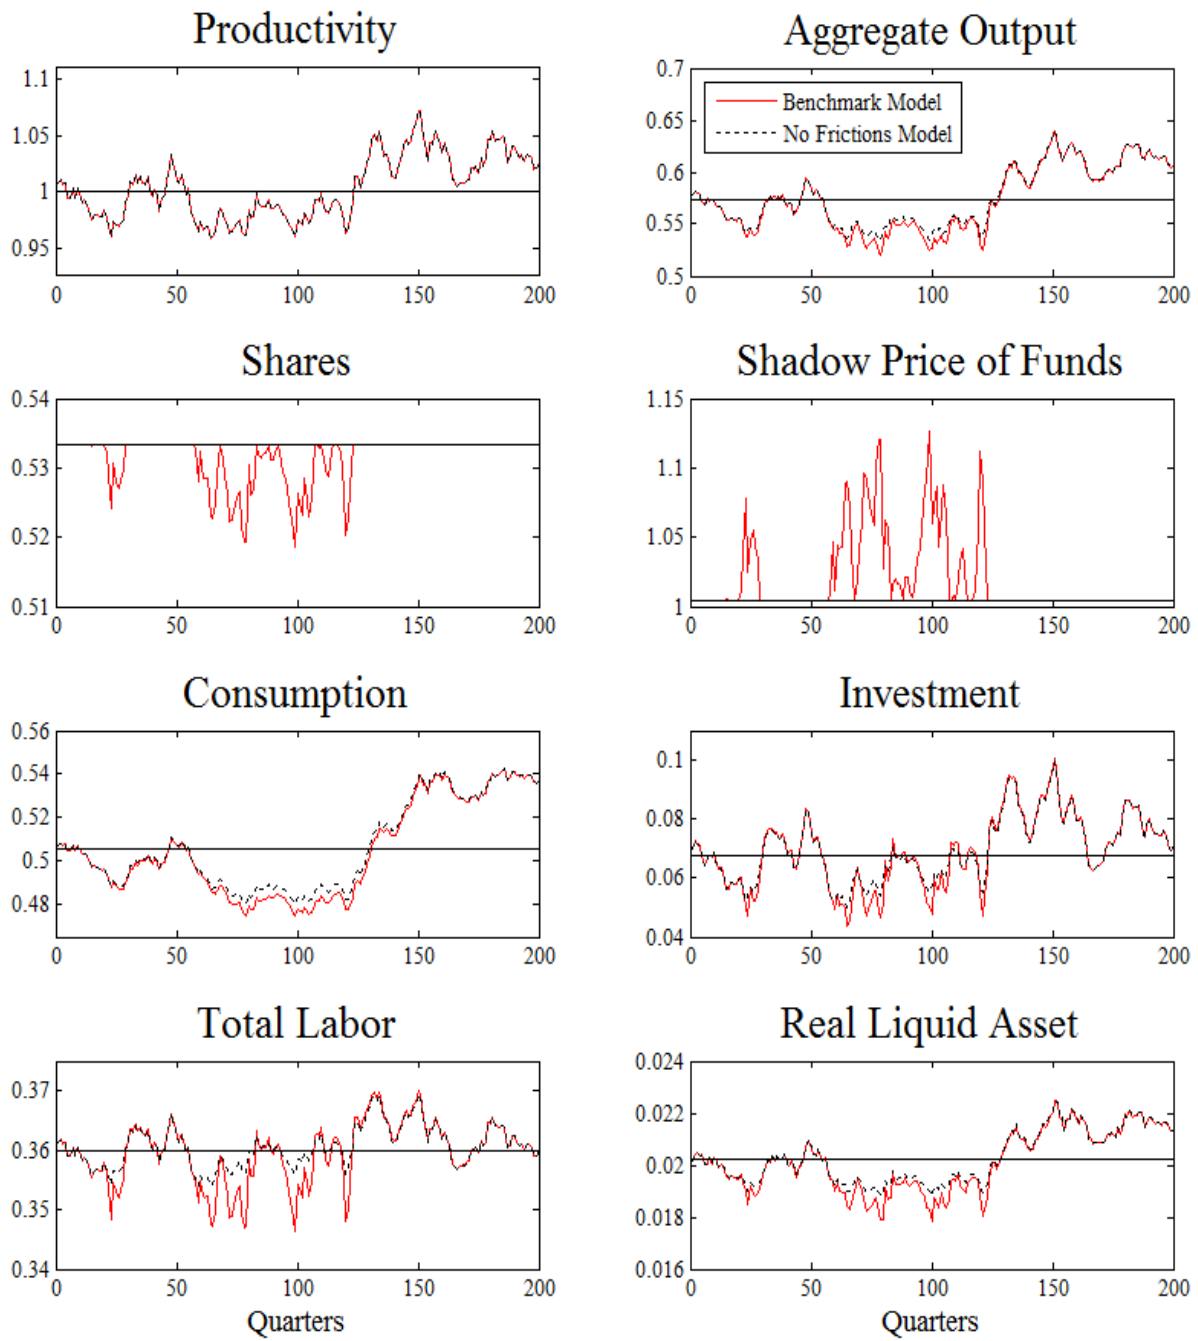 Productivity
1.1
1.05
1
0.95
0 50 100 150 200
Aggregate Output
0.7
0.65
0.6
0.55
0.5
Benchmark Model
No Frictions Model
0 50 100 150 200
Shares
0.54
0.53
0.52
0.51
0 50 100 150 200
Shadow Price of Funds
1.15
1.1
1.05
1
0 50 100 150 200
Consumption
0.56
0.54
0.52
0.5
0.48
0 50 100 150 200
Investment
0.1
0.08
0.06
0.04
0 50 100 150 200
Total Labor
0.37
0.36
0.35
0.34
0 50 100 150 200
Quarters
Real Liquid Asset
0.024
0.022
0.02
0.018
0.016
0 50 100 150 200
Quarters